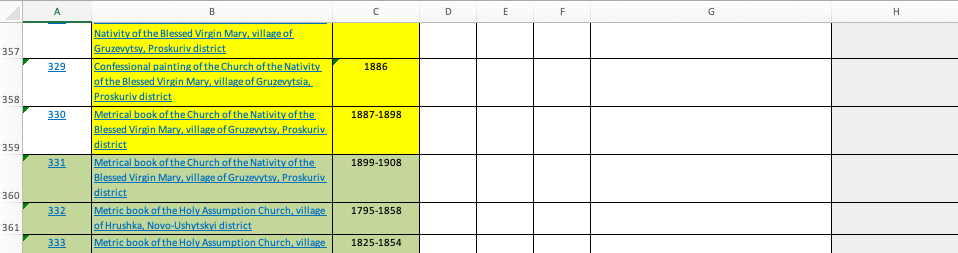 A B C D E F G H
Nativity of the Blessed Virgin Mary, village of
357 Gruzevytsy, Proskuriv district
329 Confessional painting of the Church of the Nativity 1886
of the Blessed Virgin Mary, village of Gruzevytsia,
358 Proskuriv district
330 Metrical book of the Church of the Nativity of the 1887-1898
Blessed Virgin Mary, village of Gruzevytsy, Proskuriv
359 district
331 Metrical book of the Church of the Nativity of the 1899-1908
Blessed Virgin Mary, village of Gruzevytsy, Proskuriv
360 district
332 Metric book of the Holy Assumption Church, village 1795-1858
361 of Hrushka, Novo-Ushytskyi district
333 Metric book of the Holy Assumption Church, village 1825-1854